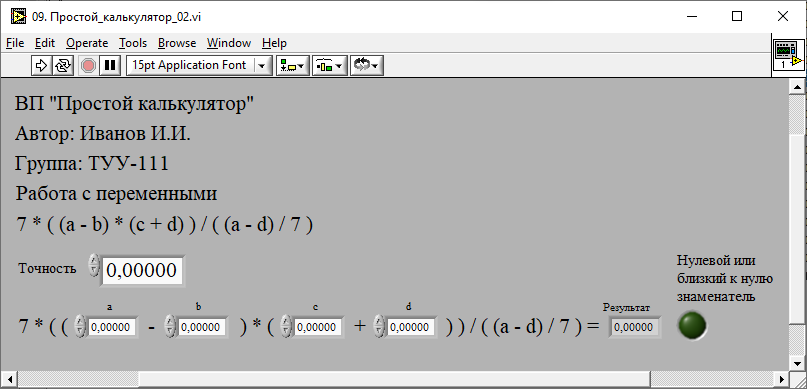 09. Простой_калькулятор_02.vi
File Edit Operate Tools Browse Window Help
15pt Application Font
1
ВП "Простой калькулятор"
Автор: Иванов И.И.
Группа: ТУУ-111
Работа с переменными
7 * ( (a - b) * (c + d) ) / ( (a - d) / 7 )
Точность 0,00000
Нулевой или
близкий к нулю
знаменатель
a b c d Результат
7 * ( ( 0,00000 - 0,00000 ) * ( 0,00000 + 0,00000 ) ) / ( (a - d) / 7 ) = 0,00000